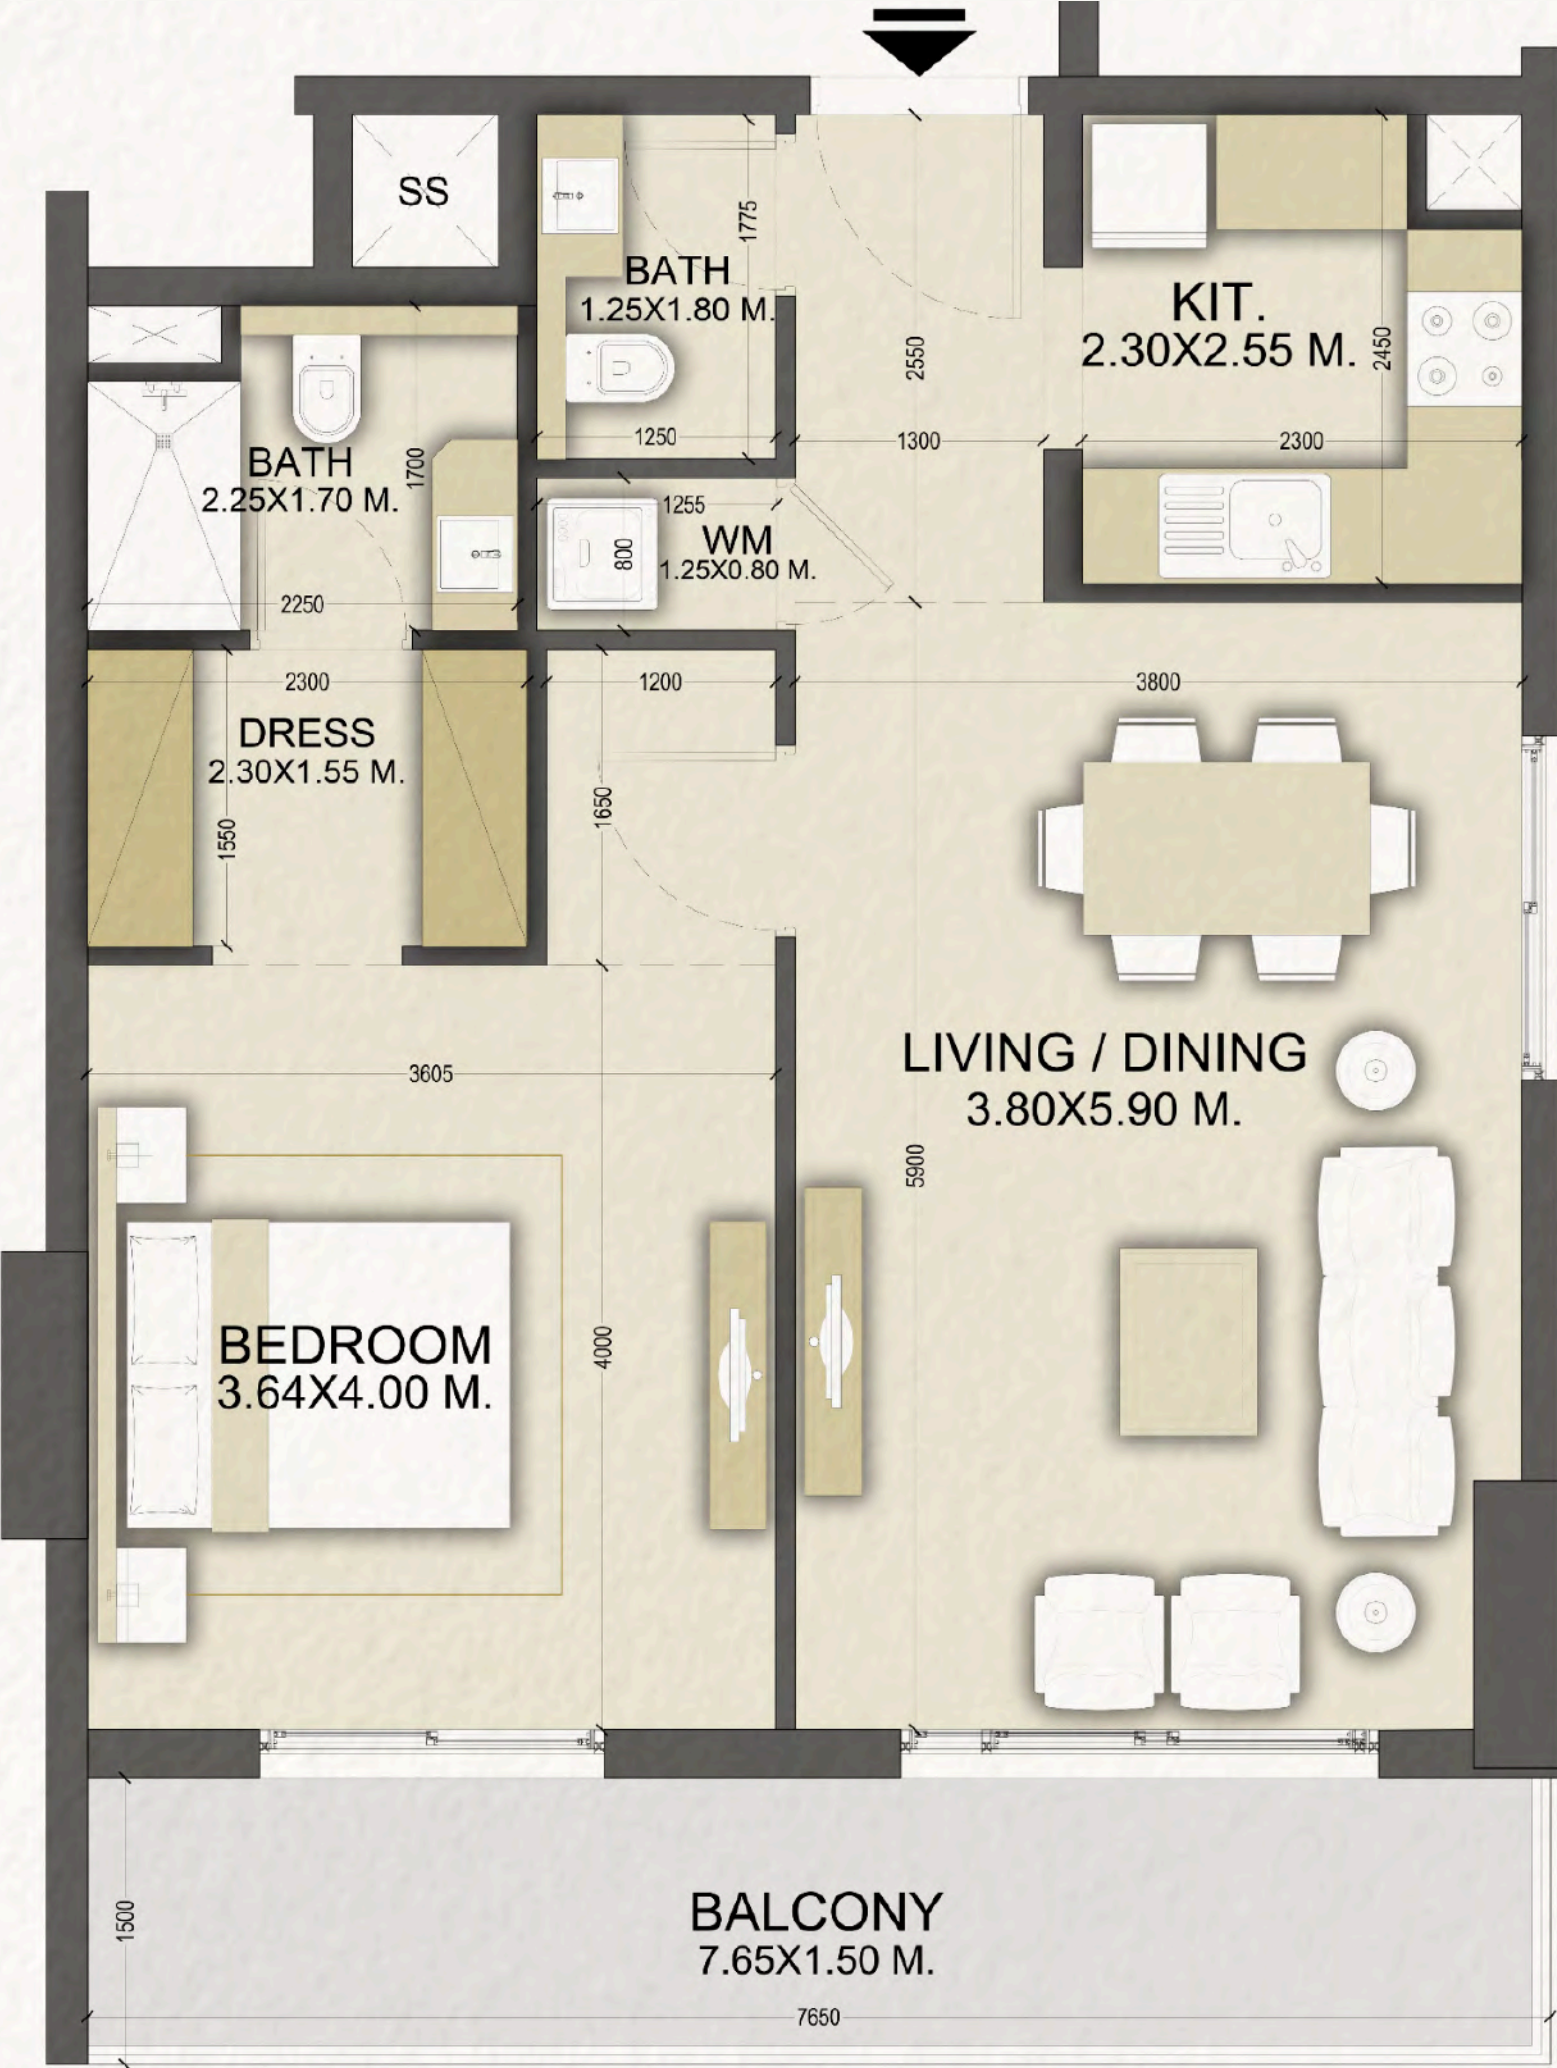 SS
1775
BATH
1.25X1.80 M.
KIT.
2.30X2.55 M.
2550
2450
1250
1300
2300
BATH
2.25X1.70 M.
1700
1255
WM
1.25X0.80 M.
800
2250
2300
1200
3800
DRESS
2.30X1.55 M.
1550
1650
LIVING / DINING
3.80X5.90 M.
3605
5900
BEDROOM
3.64X4.00 M.
4000
BALCONY
7.65X1.50 M.
1500
7650